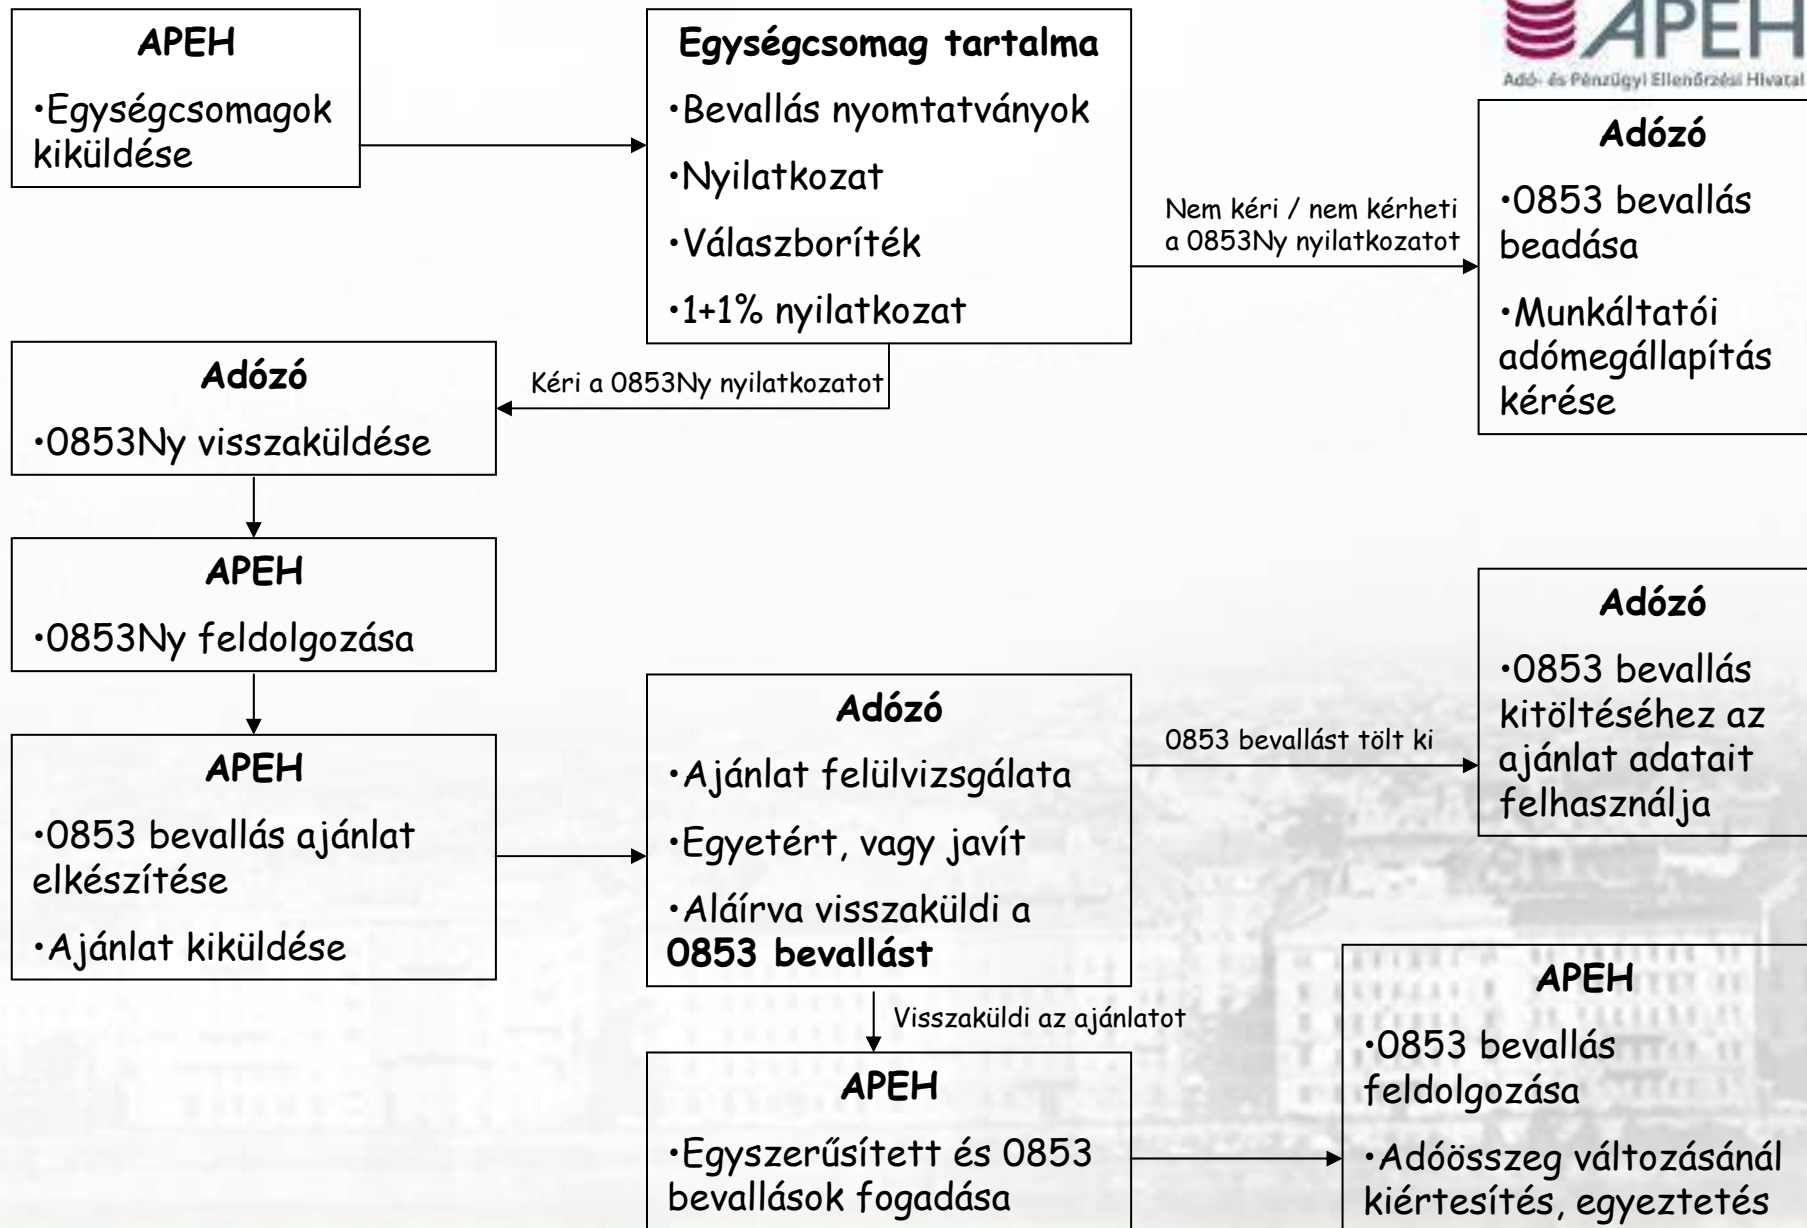 APEH
•Egységcsomagok
kiküldése
Egységcsomag tartalma
•Bevallás nyomtatványok
•Nyilatkozat
•Válaszboríték
•1+1% nyilatkozat
APEH
Adó- és Pénzügyi Ellenőrzési Hivatal
Nem kéri / nem kérheti
a 0853Ny nyilatkozatot
Adózó
•0853 bevallás
beadása
•Munkáltatói
adómegállapítás
kérése
Kéri a 0853Ny nyilatkozatot
Adózó
•0853Ny visszaküldése
APEH
•0853Ny feldolgozása
APEH
•0853 bevallás ajánlat
elkészítése
•Ajánlat kiküldése
Adózó
•Ajánlat felülvizsgálata
•Egyetért, vagy javít
•Aláírva visszaküldi a
0853 bevallást
0853 bevallást tölt ki
Adózó
•0853 bevallás
kitöltéséhez az
ajánlat adatait
felhasználja
Visszaküldi az ajánlatot
APEH
•Egyszerűsített és 0853
bevallások fogadása
APEH
•0853 bevallás
feldolgozása
•Adóösszeg változásánál
kiértesítés, egyeztetés